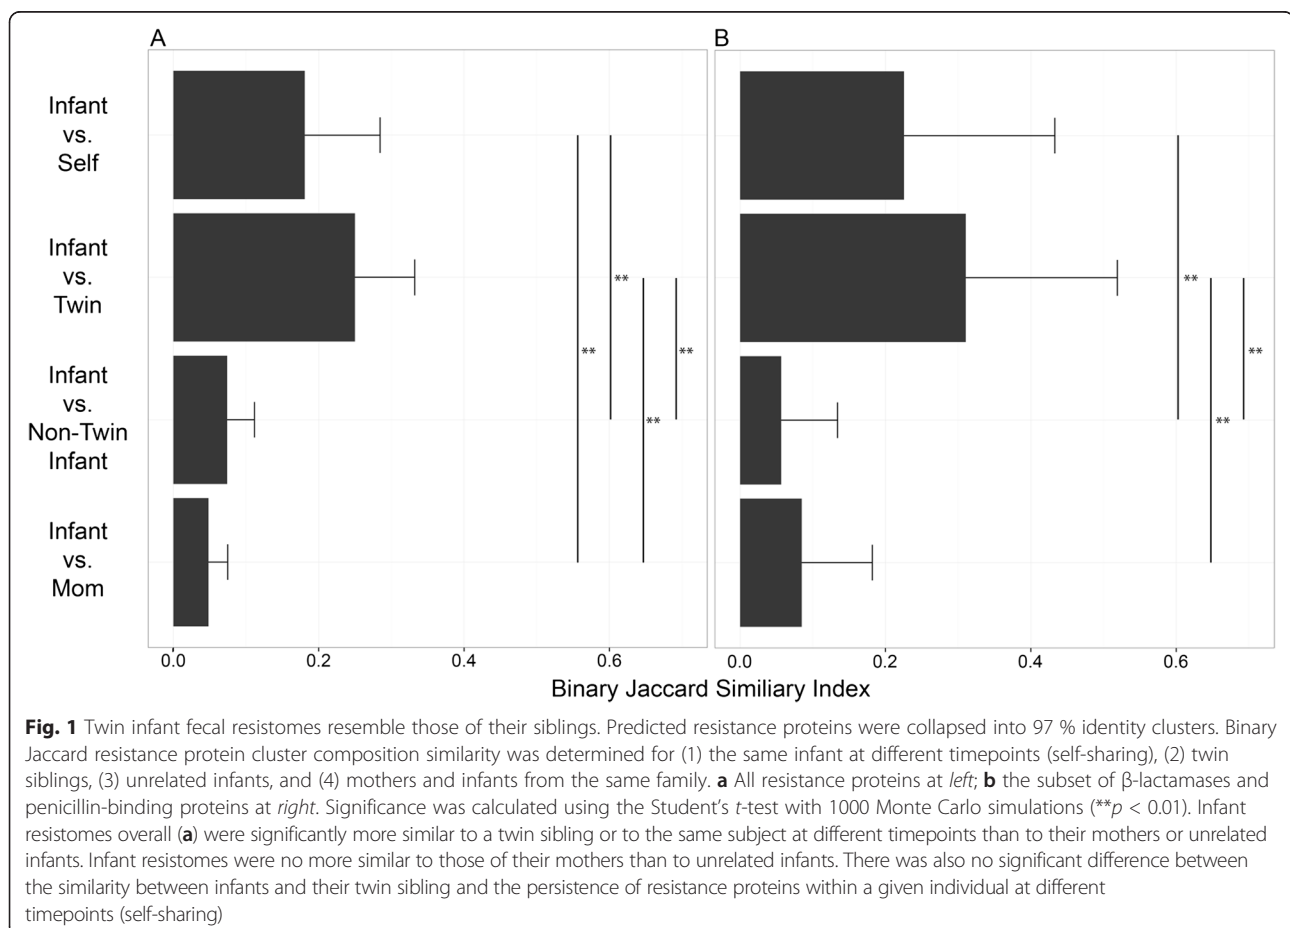 A
B
Infant
vs.
Self
Infant
vs.
Twin
Infant
vs.
Non-Twin
Infant
Infant
vs.
Mom
**
**
**
**
**
**
**
0.0
0.2
0.4
0.6
0.0
0.2
0.4
0.6
Binary Jaccard Similiary Index
Fig. 1 Twin infant fecal resistomes resemble those of their siblings. Predicted resistance proteins were collapsed into 97 % identity clusters. Binary
Jaccard resistance protein cluster composition similarity was determined for (1) the same infant at different timepoints (self-sharing), (2) twin
siblings, (3) unrelated infants, and (4) mothers and infants from the same family. a All resistance proteins at left; b the subset of β-lactamases and
penicillin-binding proteins at right. Significance was calculated using the Student's t-test with 1000 Monte Carlo simulations (**p < 0.01). Infant
resistomes overall (a) were significantly more similar to a twin sibling or to the same subject at different timepoints than to their mothers or unrelated
infants. Infant resistomes were no more similar to those of their mothers than to unrelated infants. There was also no significant difference between
the similarity between infants and their twin sibling and the persistence of resistance proteins within a given individual at different
timepoints (self-sharing)